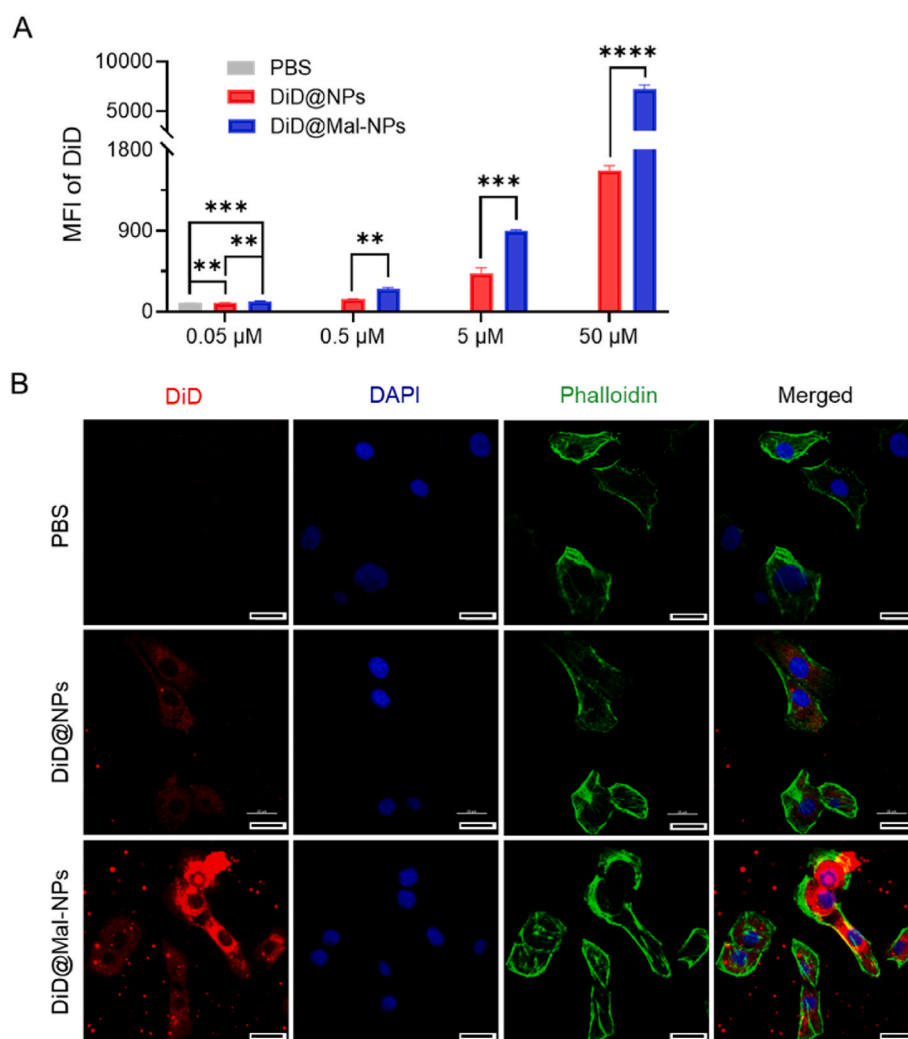 A
MFI of DiD
10000
5000
1800
900
0
PBS
DiD@NPs
DiD@Mal-NPs
***
**
**
**
***
****
0.05 µM
0.5 µM
5 µM
50 µM
B
DiD
DAPI
Phalloidin
Merged
PBS
DiD@NPs
DiD@Mal-NPs